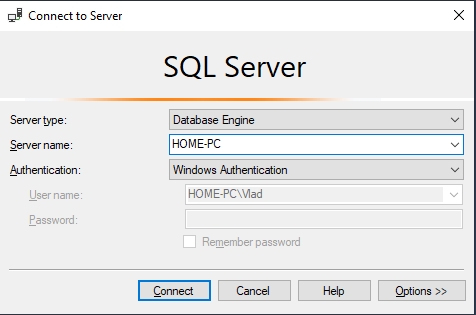 Connect to Server
SQL Server
Server type: Database Engine
Server name: HOME-PC
Authentication: Windows Authentication
User name: HOME-PC\Vlad
Password:
Remember password
Connect Cancel Help Options >>